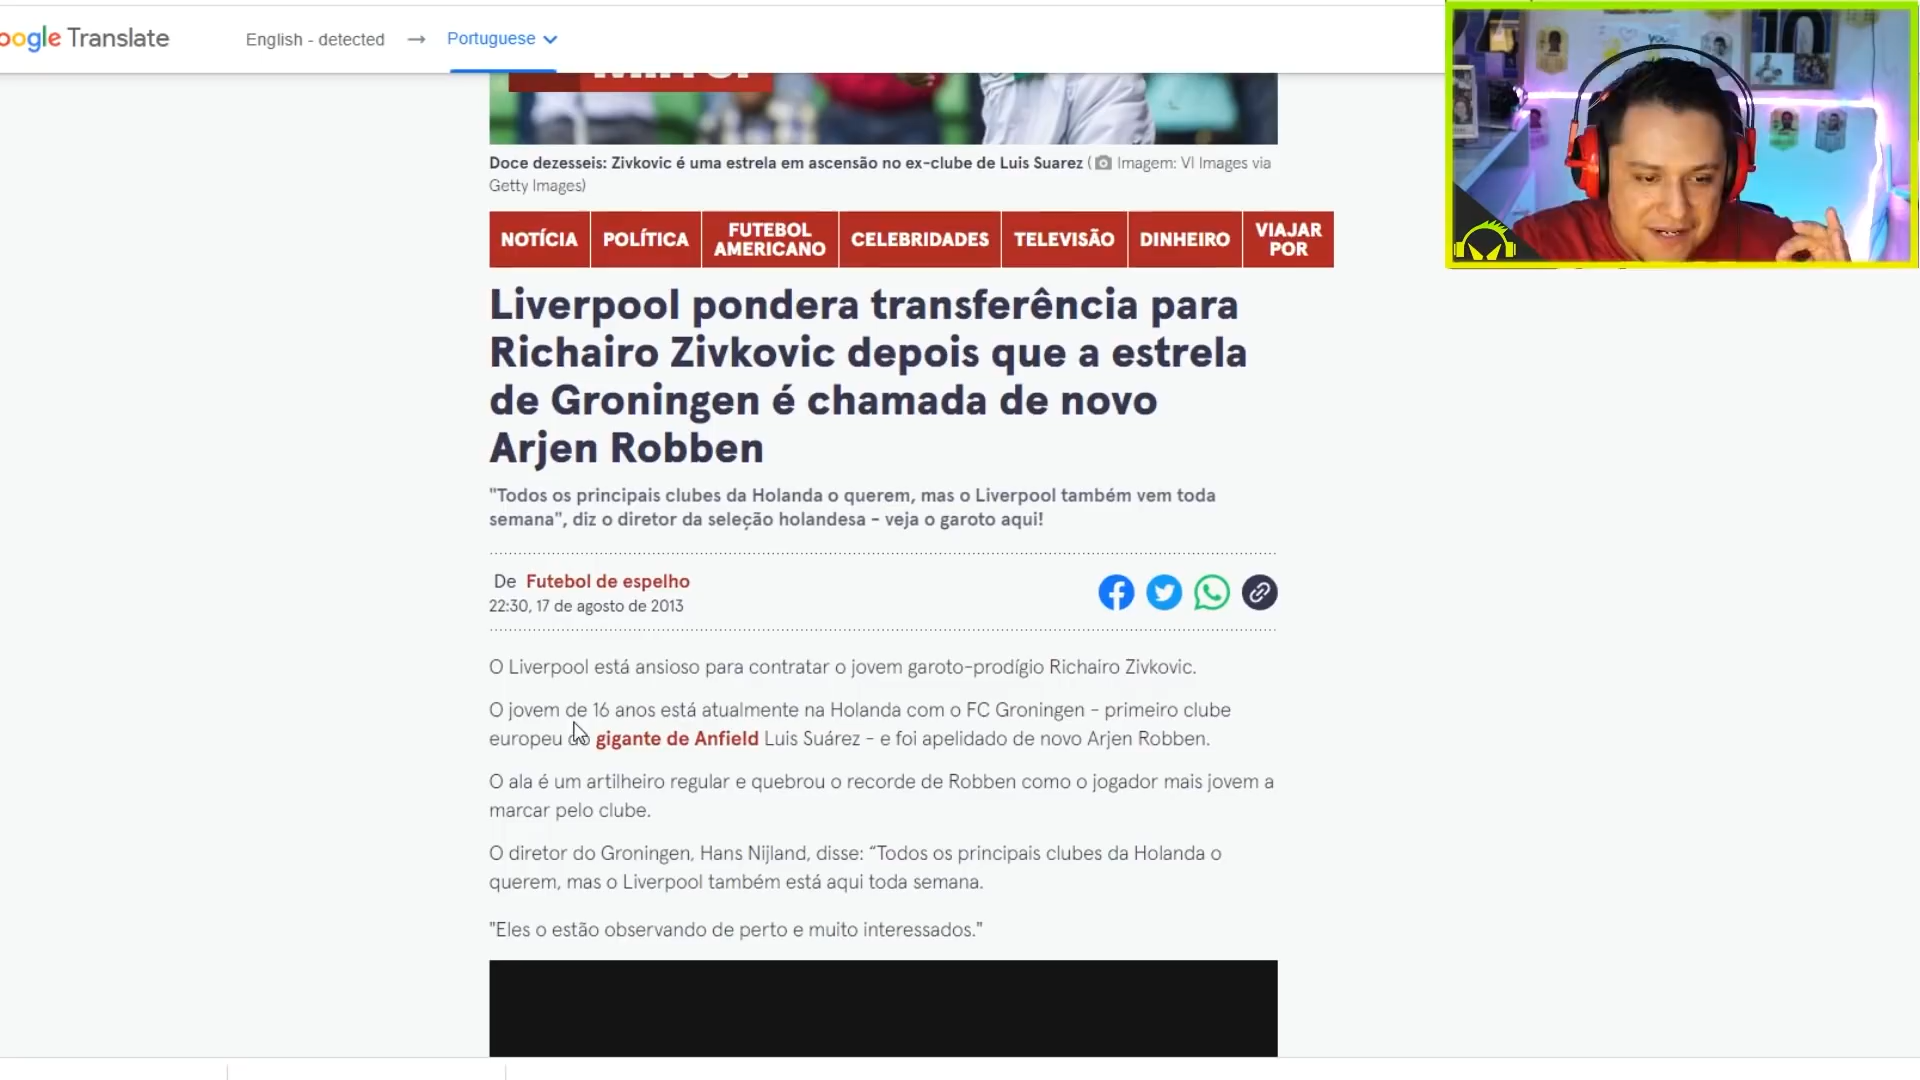 oogle Translate
English - detected → Portuguese
Doce dezesseis: Zivkovic é uma estrela em ascensão no ex-clube de Luis Suarez ( Imagem: VI Images via
Getty Images)
NOTÍCIA
POLÍTICA
FUTEBOL
AMERICANO
CELEBRIDADES
TELEVISÃO
DINHEIRO
VIAJAR
POR
Liverpool pondera transferência para
Richairo Zivkovic depois que a estrela
de Groningen é chamada de novo
Arjen Robben
"Todos os principais clubes da Holanda o querem, mas o Liverpool também vem toda
semana", diz o diretor da seleção holandesa - veja o garoto aqui!
De Futebol de espelho
22:30, 17 de agosto de 2013
O Liverpool está ansioso para contratar o jovem garoto-prodígio Richairo Zivkovic.
O jovem de 16 anos está atualmente na Holanda com o FC Groningen - primeiro clube
europeu do gigante de Anfield Luis Suárez - e foi apelidado de novo Arjen Robben.
O ala é um artilheiro regular e quebrou o recorde de Robben como o jogador mais jovem a
marcar pelo clube.
O diretor do Groningen, Hans Nijland, disse: “Todos os principais clubes da Holanda o
querem, mas o Liverpool também está aqui toda semana.
"Eles o estão observando de perto e muito interessados."
10